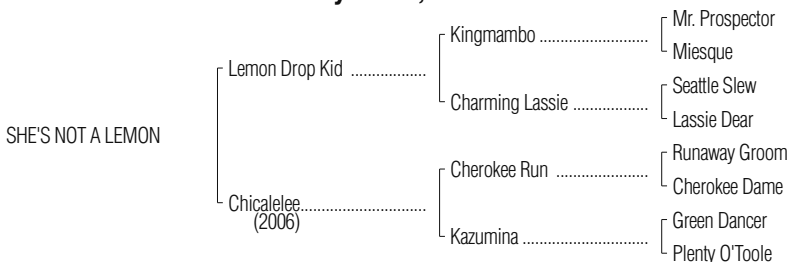 Mr. Prospector
Kingmambo ..........................
Miesque
Lemon Drop Kid ..................
Seattle Slew
Charming Lassie ..................
Lassie Dear
SHE'S NOT A LEMON
Runaway Groom
Cherokee Run ......................
Cherokee Dame
Chicalelee..............................
(2006)
Green Dancer
Kazumina ..............................
Plenty O'Toole